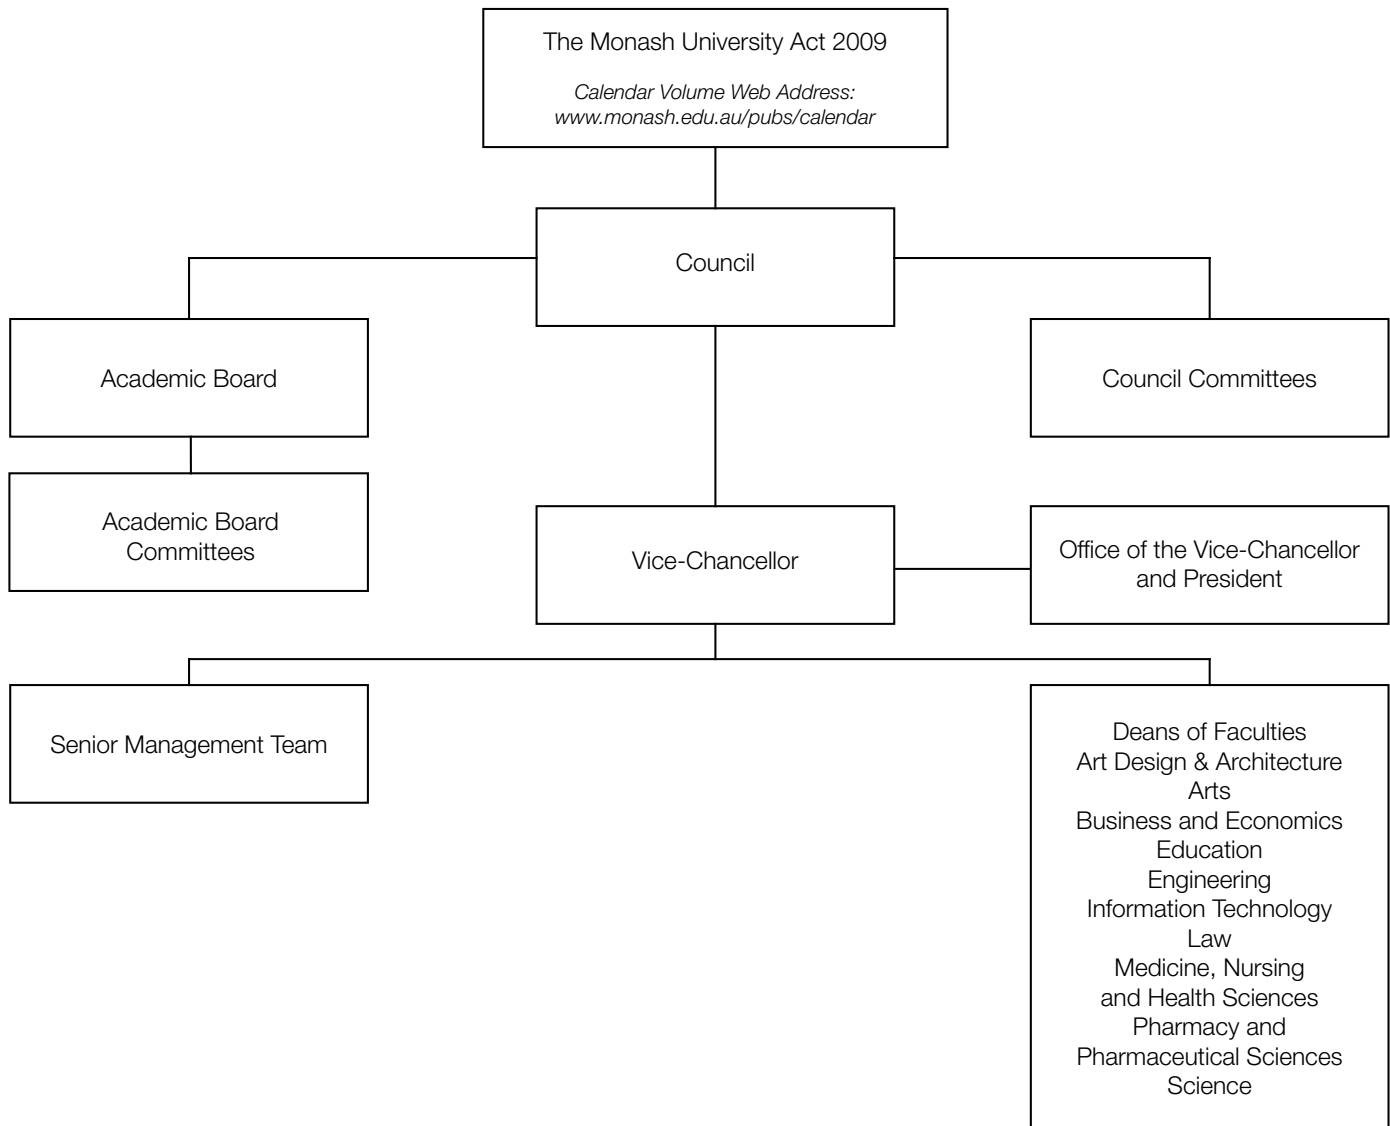 The Monash University Act 2009
Calendar Volume Web Address:
www.monash.edu.au/pubs/calendar
Council
Academic Board
Council Committees
Academic Board
Committees
Vice-Chancellor
Office of the Vice-Chancellor
and President
Senior Management Team
Deans of Faculties
Art Design & Architecture
Arts
Business and Economics
Education
Engineering
Information Technology
Law
Medicine, Nursing
and Health Sciences
Pharmacy and
Pharmaceutical Sciences
Science